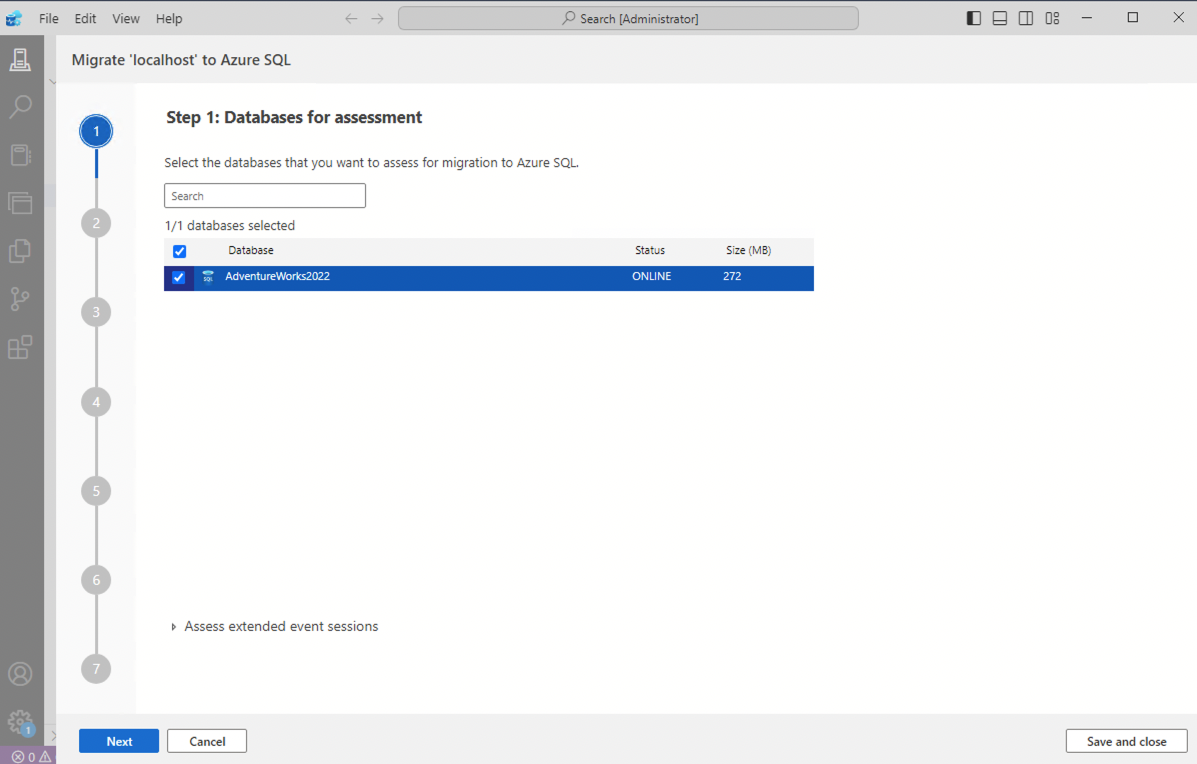 File Edit View Help
Search [Administrator]
Migrate 'localhost' to Azure SQL
1
Step 1: Databases for assessment
Select the databases that you want to assess for migration to Azure SQL.
Search
2
1/1 databases selected
Database Status Size (MB)
SQL AdventureWorks2022 ONLINE 272
3
4
5
6
Assess extended event sessions
7
1
Next Cancel Save and close
0